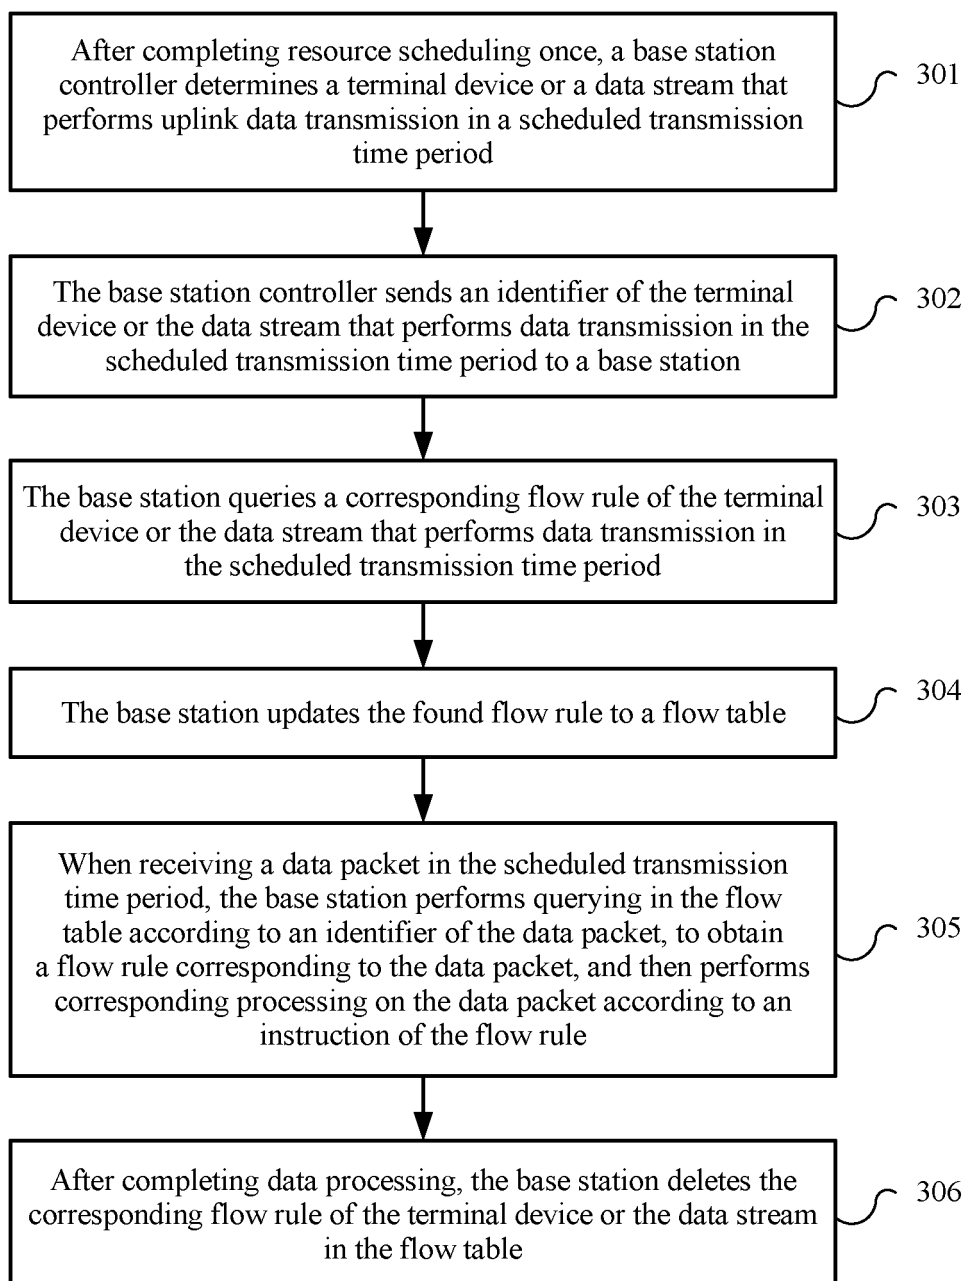 After completing resource scheduling once, a base station
controller determines a terminal device or a data stream that
performs uplink data transmission in a scheduled transmission
time period
301
The base station controller sends an identifier of the terminal
device or the data stream that performs data transmission in the
scheduled transmission time period to a base station
302
The base station queries a corresponding flow rule of the terminal
device or the data stream that performs data transmission in
the scheduled transmission time period
303
The base station updates the found flow rule to a flow table
304
When receiving a data packet in the scheduled transmission
time period, the base station performs querying in the flow
table according to an identifier of the data packet, to obtain
a flow rule corresponding to the data packet, and then performs
corresponding processing on the data packet according to an
instruction of the flow rule
305
After completing data processing, the base station deletes the
corresponding flow rule of the terminal device or the data stream
in the flow table
306